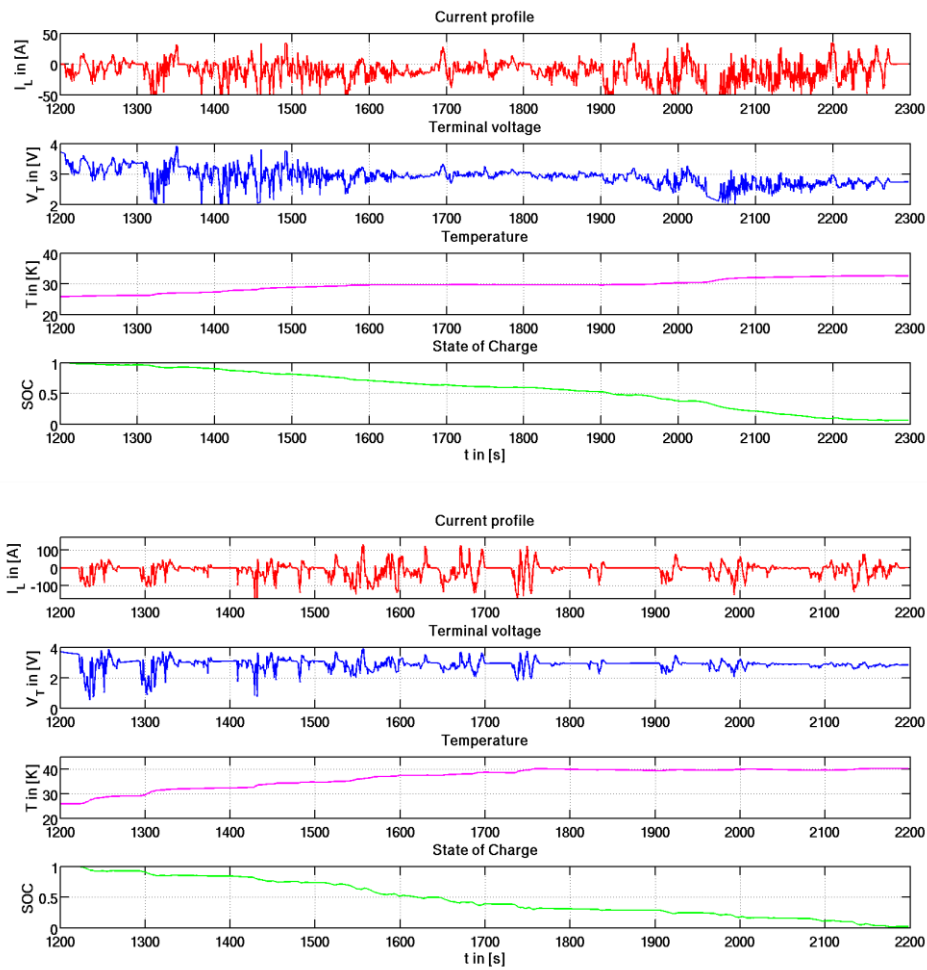 Current profile
I_L in [A]
50
0
-50
1200 1300 1400 1500 1600 1700 1800 1900 2000 2100 2200 2300
Terminal voltage
V_T in [V]
4
3
2
1200 1300 1400 1500 1600 1700 1800 1900 2000 2100 2200 2300
Temperature
T in [K]
40
30
20
1200 1300 1400 1500 1600 1700 1800 1900 2000 2100 2200 2300
State of Charge
SOC
1
0.5
0
1200 1300 1400 1500 1600 1700 1800 1900 2000 2100 2200 2300
t in [s]
Current profile
I_L in [A]
100
0
-100
1200 1300 1400 1500 1600 1700 1800 1900 2000 2100 2200
Terminal voltage
V_T in [V]
4
2
0
1200 1300 1400 1500 1600 1700 1800 1900 2000 2100 2200
Temperature
T in [K]
40
30
20
1200 1300 1400 1500 1600 1700 1800 1900 2000 2100 2200
State of Charge
SOC
1
0.5
0
1200 1300 1400 1500 1600 1700 1800 1900 2000 2100 2200
t in [s]